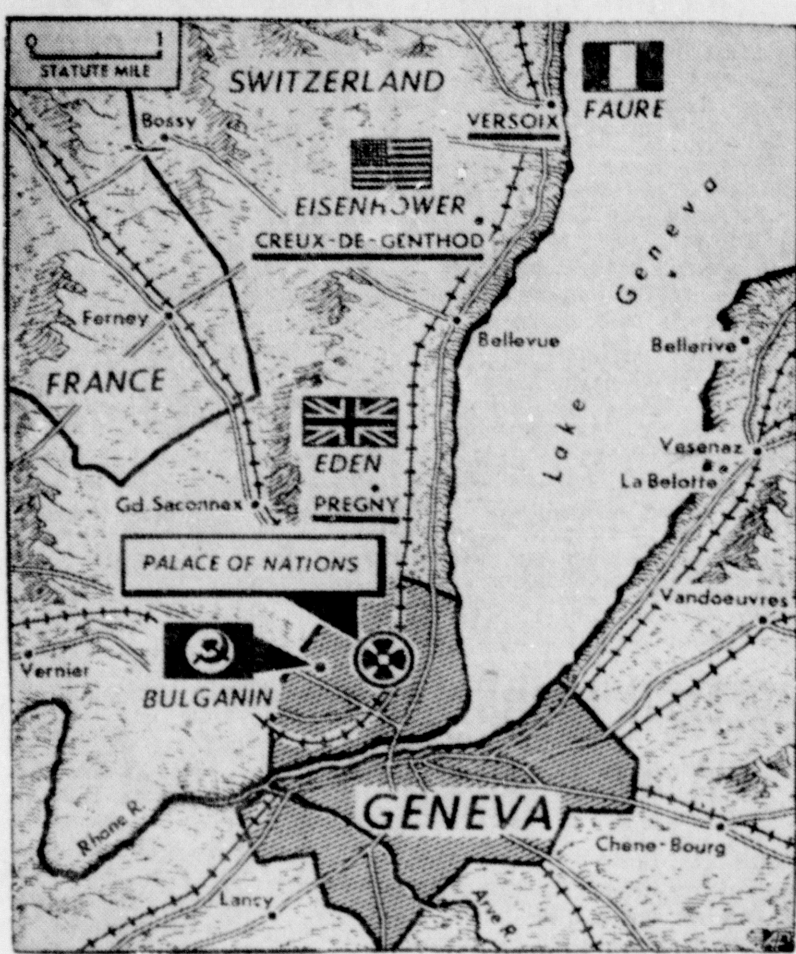 0 1
STATUTE MILE
SWITZERLAND
FAURE
VERSOIX
Bossy
EISENHOWER
CREUX-DE-GENTHOD
Lake Geneva
Ferney
Bellevue
Bellerive
FRANCE
EDEN
Vesenaz
La Belotte
Gd. Saconnex
PREGNY
PALACE OF NATIONS
Vandoeuvres
Vernier
BULGANIN
GENEVA
Rhone R.
Chene-Bourg
Lancy
Arve R.